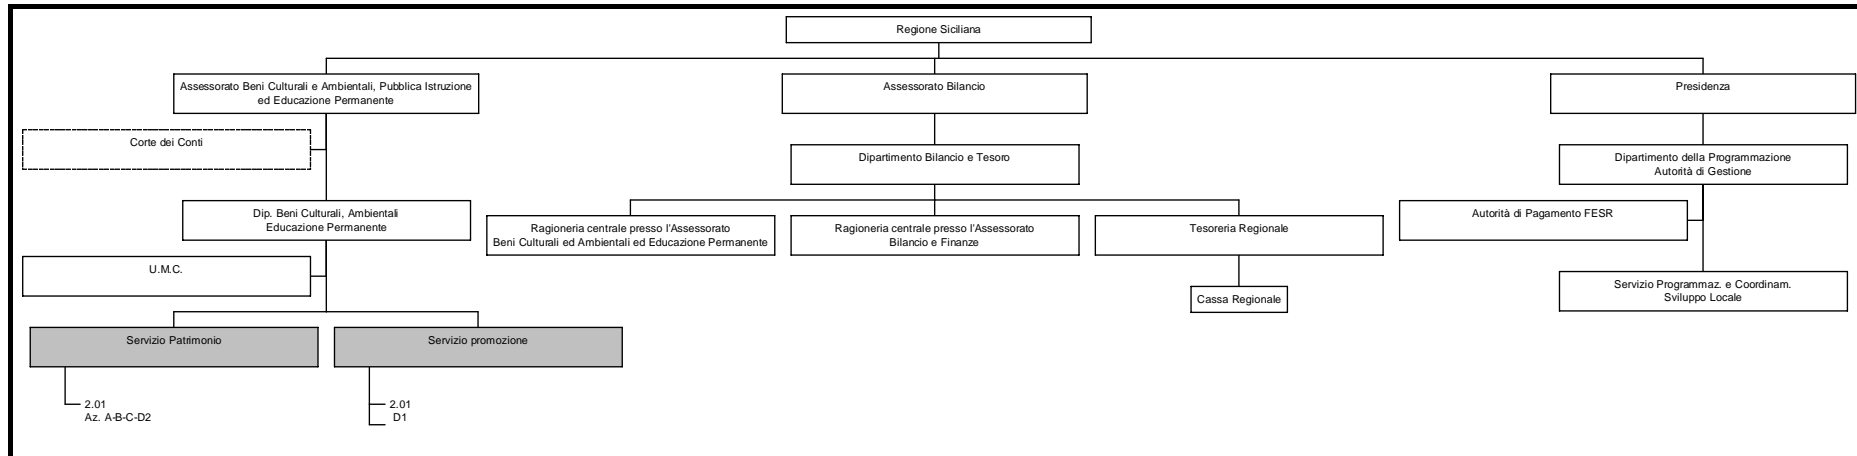 Regione Siciliana
Assessorato Beni Culturali e Ambientali, Pubblica Istruzione
ed Educazione Permanente
Assessorato Bilancio
Presidenza
Corte dei Conti
Dipartimento Bilancio e Tesoro
Dipartimento della Programmazione
Autorità di Gestione
Dip. Beni Culturali, Ambientali
Educazione Permanente
Ragioneria centrale presso l'Assessorato
Beni Culturali ed Ambientali ed Educazione Permanente
Ragioneria centrale presso l'Assessorato
Bilancio e Finanze
Tesoreria Regionale
Autorità di Pagamento FESR
U.M.C.
Cassa Regionale
Servizio Programmaz. e Coordinam.
Sviluppo Locale
Servizio Patrimonio
Servizio promozione
2.01
Az. A-B-C-D2
2.01
D1